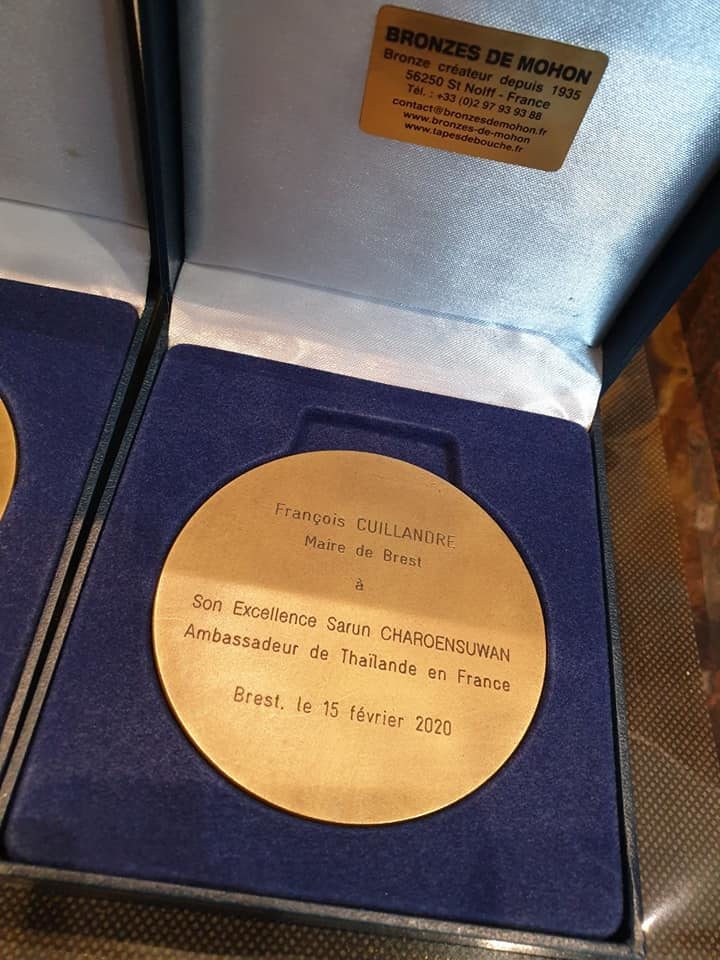 BRONZES DE MOHON
Bronze créateur depuis 1935
56250 St Nolff - France
Tél. : +33 (0)2 97 93 93 88
contact@bronzesdemohon.fr
www.bronzes-de-mohon
www.tapesdebouche.fr
François CUILLANDRE
Maire de Brest
à
Son Excellence Sarun CHAROENSUWAN
Ambassadeur de Thaïlande en France
Brest, le 15 février 2020